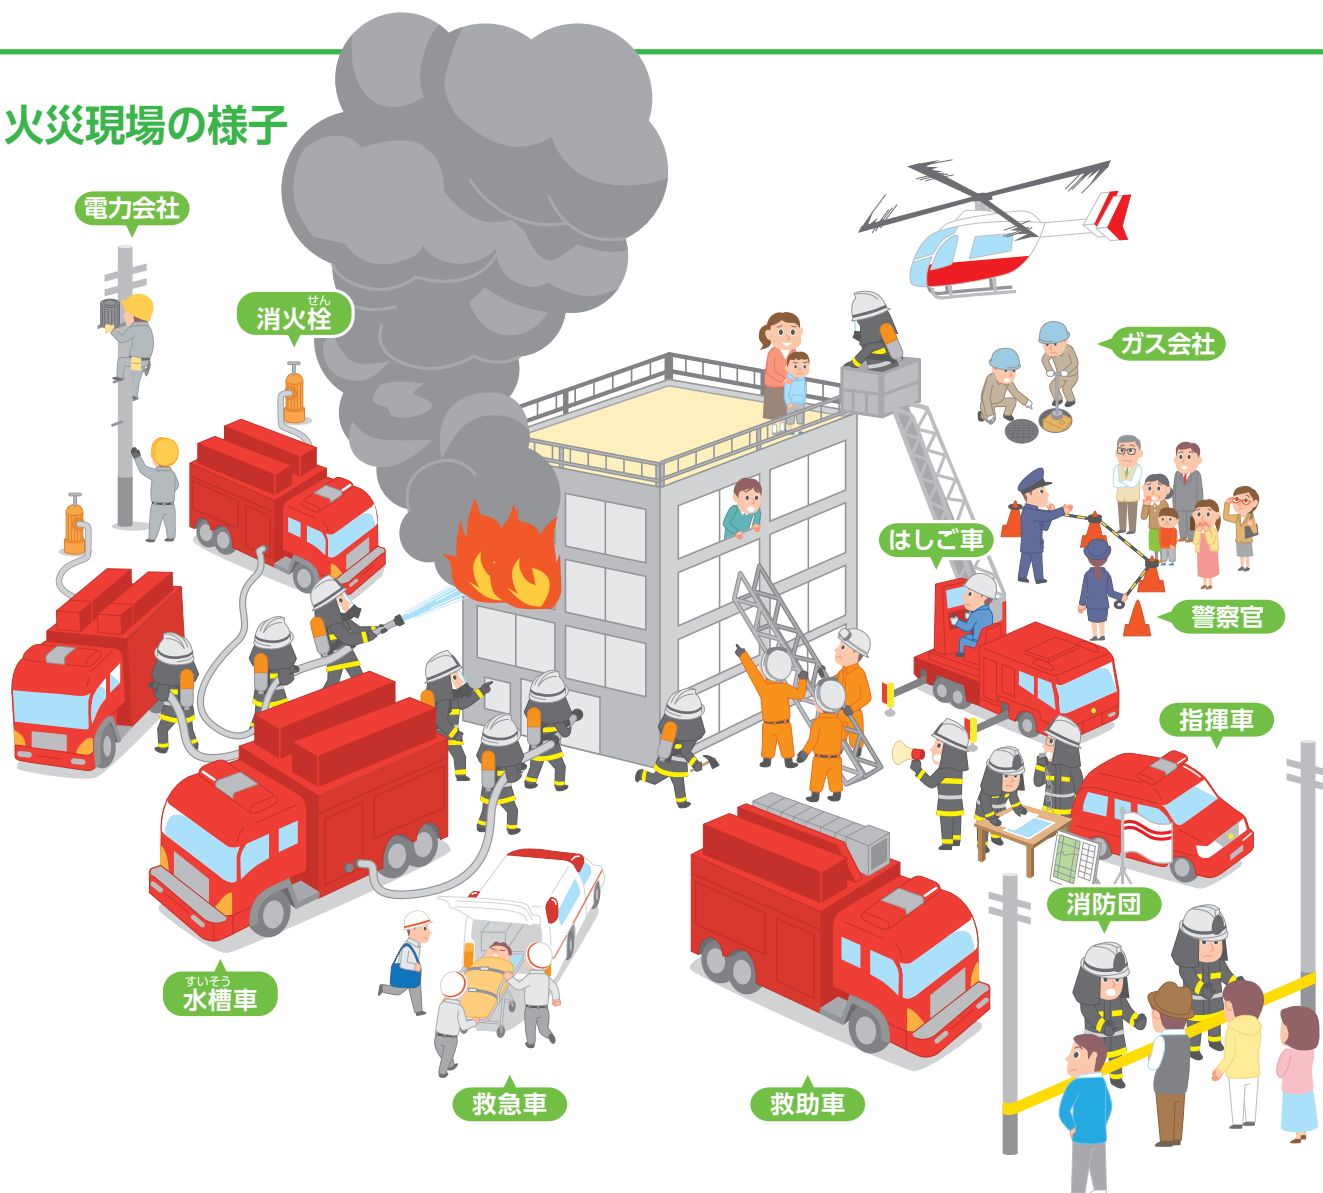 火災現場の様子
電力会社
せん
消火栓
ガス会社
はしご車
警察官
指揮車
消防団
すいそう
水槽車
救急車
救助車